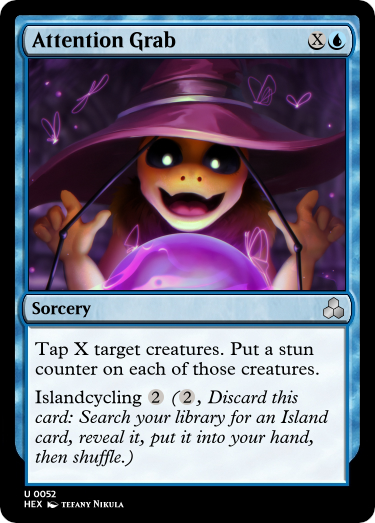 Attention Grab X
Sorcery
Tap X target creatures. Put a stun
counter on each of those creatures.
Islandcycling 2 (2, Discard this
card: Search your library for an Island
card, reveal it, put it into your hand,
then shuffle.)
U 0052
HEX TEFANY NIKULA